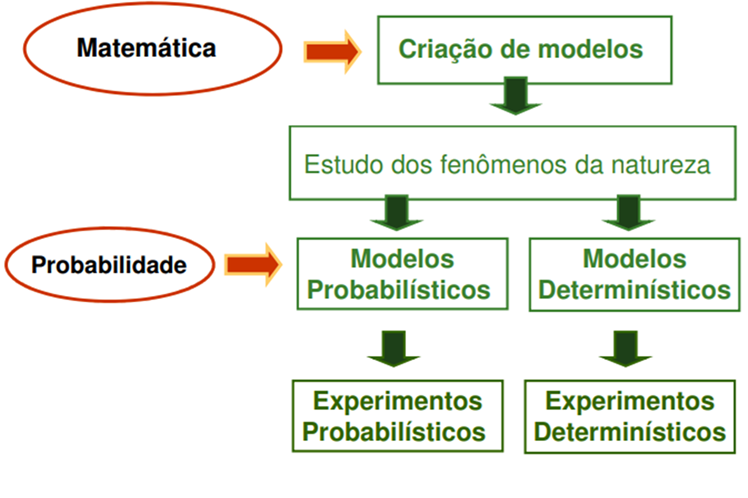 Matemática
Criação de modelos
Estudo dos fenômenos da natureza
Probabilidade
Modelos
Probabilísticos
Modelos
Determinísticos
Experimentos
Probabilísticos
Experimentos
Determinísticos